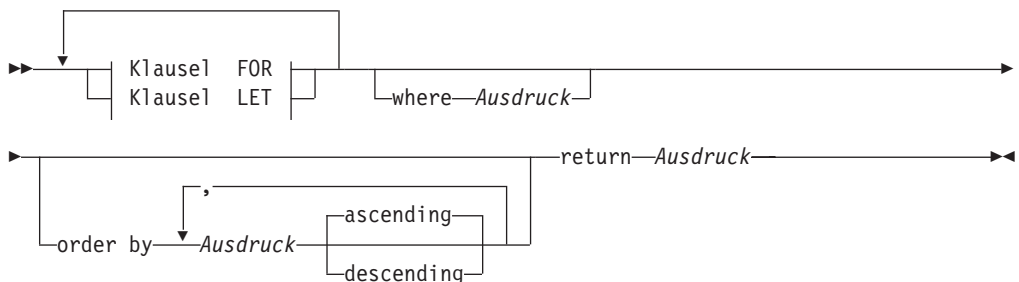 Klausel FOR
Klausel LET
where Ausdruck
return Ausdruck
,
order by Ausdruck
ascending
descending